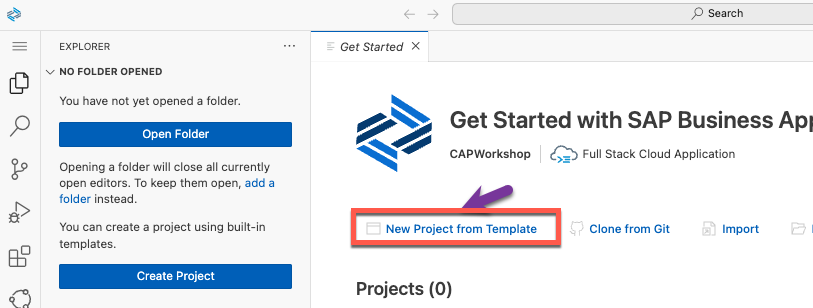 Search
EXPLORER
Get Started
NO FOLDER OPENED
You have not yet opened a folder.
Open Folder
Opening a folder will close all currently
open editors. To keep them open, add a
folder instead.
You can create a project using built-in
templates.
Create Project
Get Started with SAP Business App
CAPWorkshop
Full Stack Cloud Application
New Project from Template
Clone from Git
Import
Projects (0)